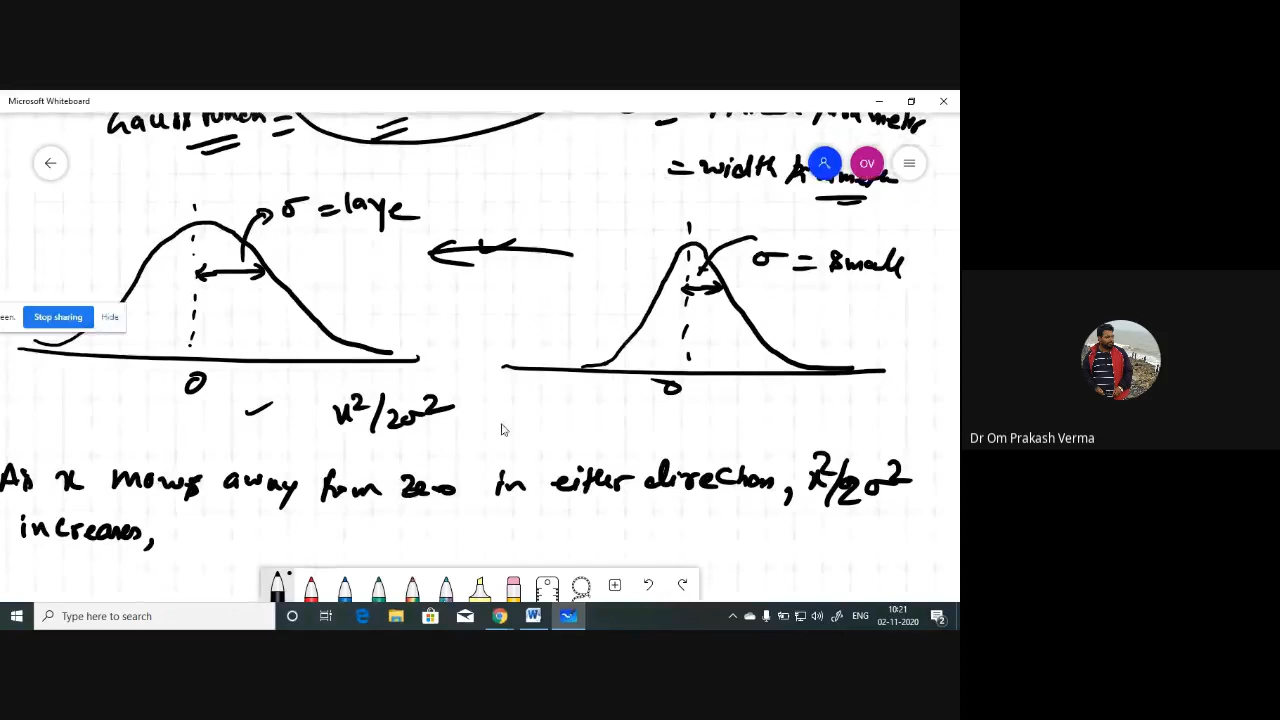 Microsoft Whiteboard
Gauss
= width
OV
σ = large
σ = small
Stop sharing
Hide
0
0
x²/2σ²
As x moves away from zero in either direction, x²/2σ²
increases,
Dr Om Prakash Verma
Type here to search
ENG
10:21
02-11-2020
2